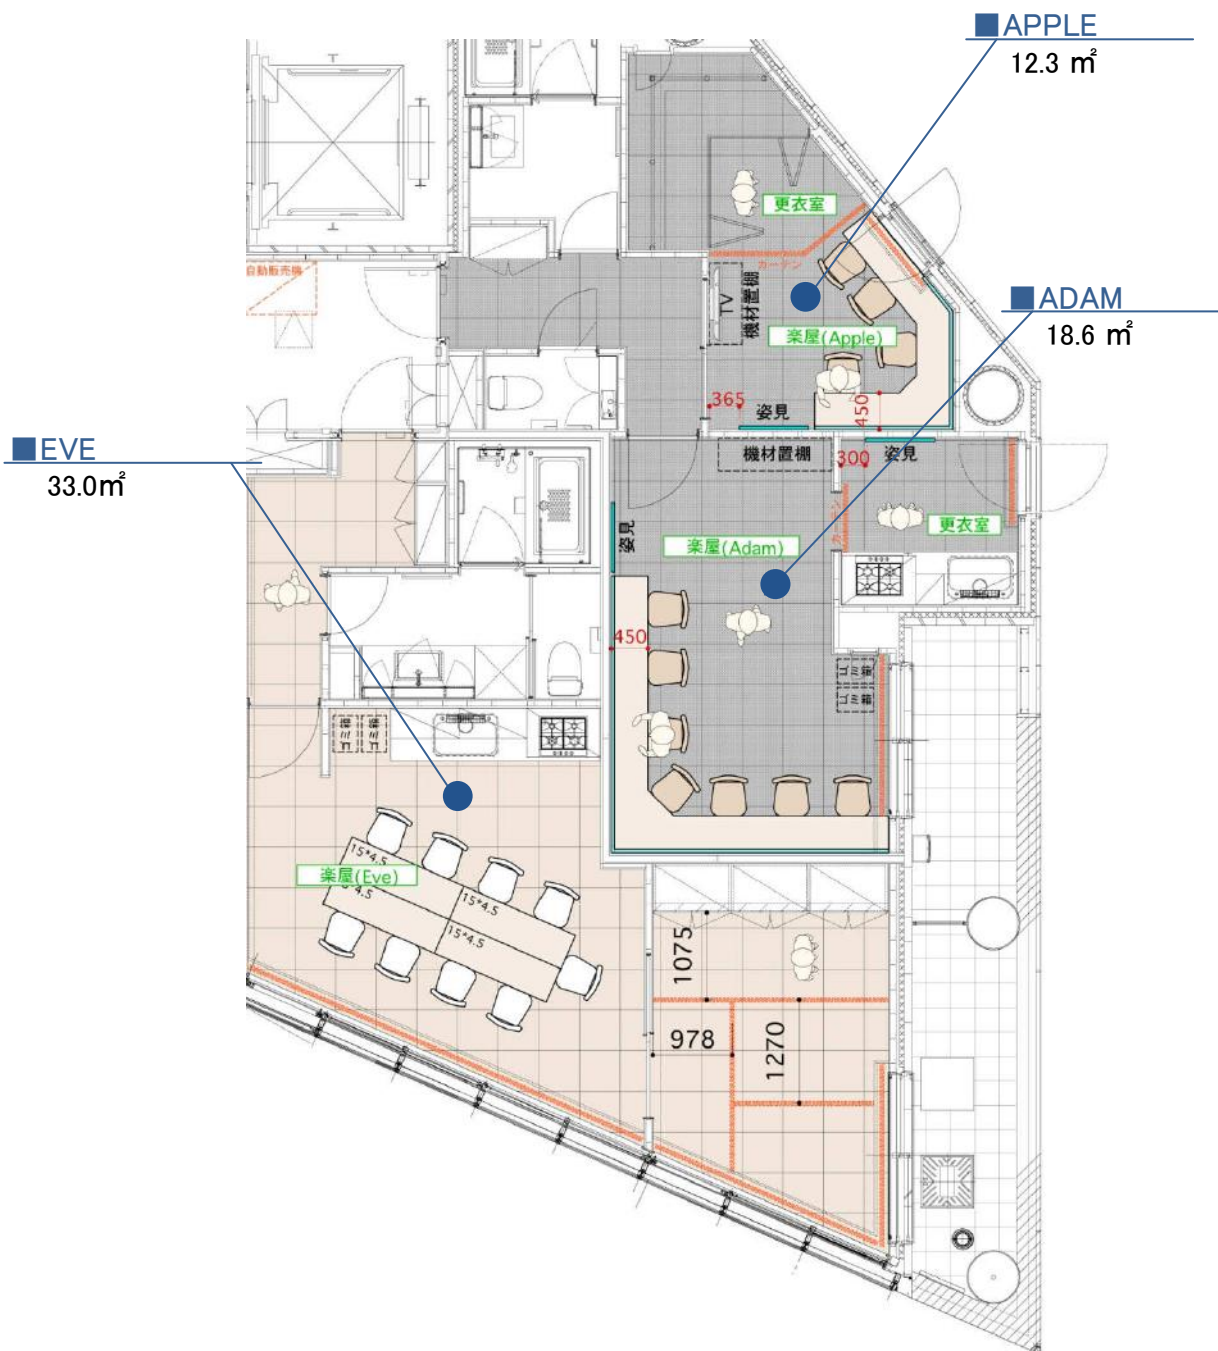 ■APPLE
12.3 ㎡
更衣室
カーテン
自動販売機
TV
機材置棚
■ADAM
18.6 ㎡
楽屋(Apple)
365
姿見
450
■EVE
33.0㎡
機材置棚
300
姿見
カーテン
更衣室
姿見
楽屋(Adam)
450
ゴミ箱
ゴミ箱
ゴミ箱
ゴミ箱
15*4.5
楽屋(Eve)
15*4.5
15*4.5
1075
978
1270